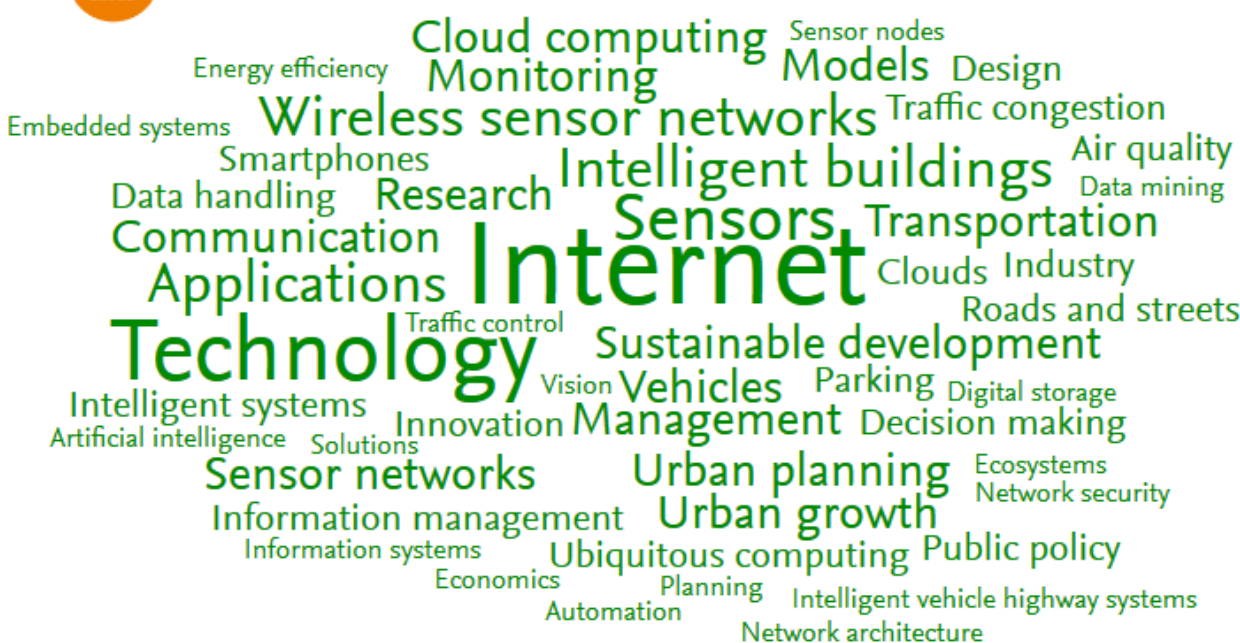 Cloud computing
Sensor nodes
Energy efficiency
Monitoring
Models
Design
Embedded systems
Wireless sensor networks
Traffic congestion
Smartphones
Intelligent buildings
Air quality
Data handling
Research
Data mining
Communication
Sensors
Transportation
Applications
Internet
Clouds
Industry
Roads and streets
Technology
Traffic control
Sustainable development
Vision
Vehicles
Parking
Digital storage
Intelligent systems
Innovation
Management
Decision making
Artificial intelligence
Solutions
Sensor networks
Urban planning
Ecosystems
Network security
Information management
Urban growth
Information systems
Ubiquitous computing
Public policy
Economics
Planning
Intelligent vehicle highway systems
Automation
Network architecture